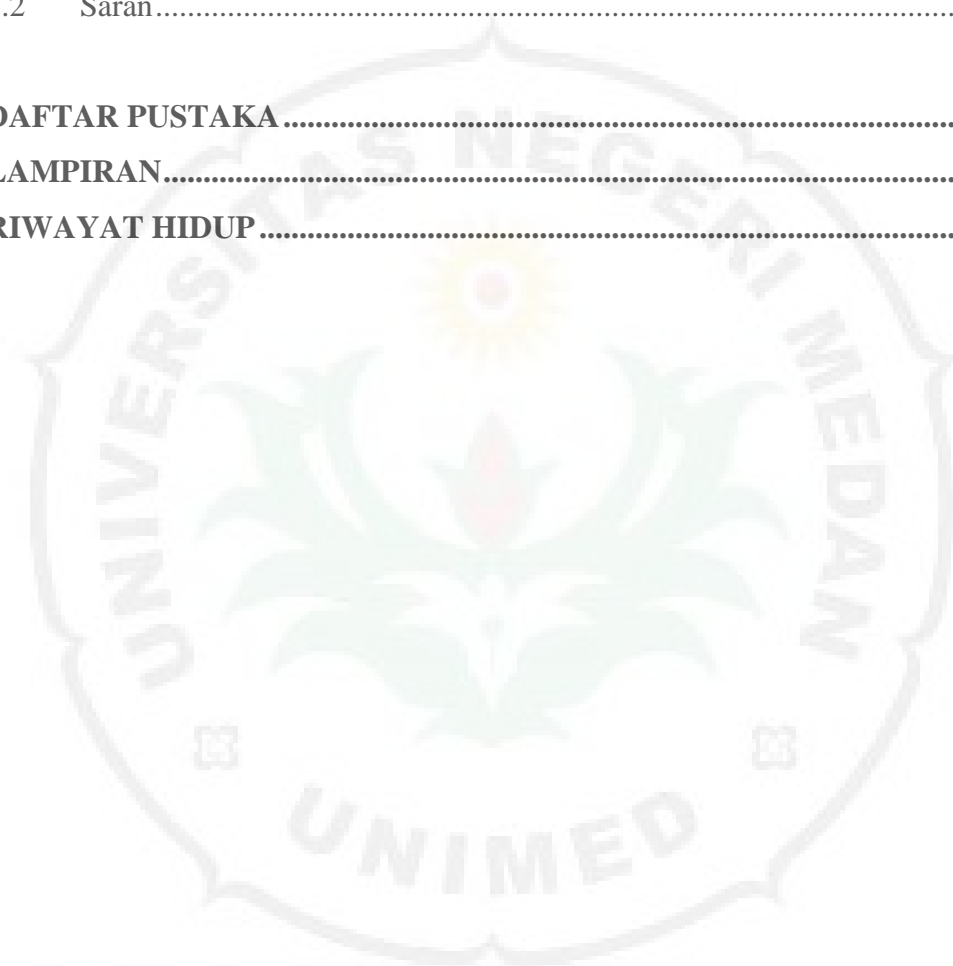 .2 Saran..........................................................................................
DAFTAR PUSTAKA..........................................................................
LAMPIRAN......................................................................................
RIWAYAT HIDUP.............................................................................
UNIVERSITAS NEGERI MEDAN
UNIMED